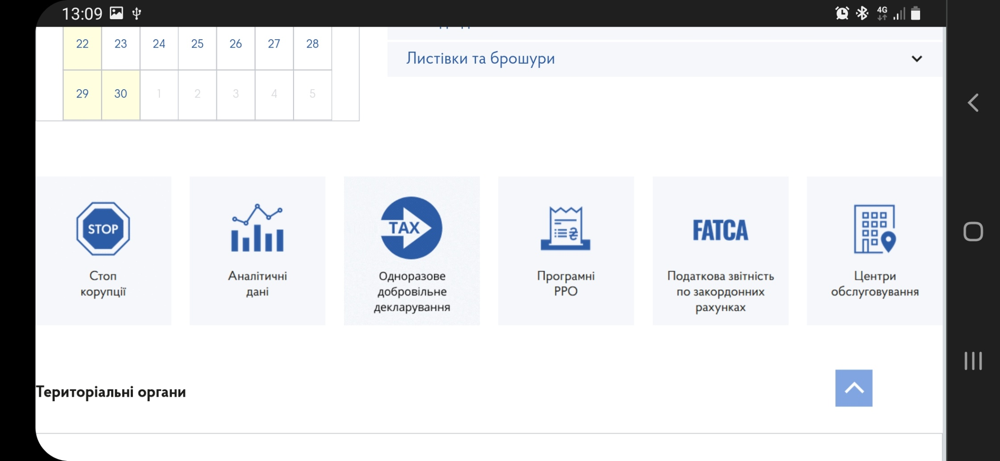 13:09
4G
22 23 24 25 26 27 28
29 30 1 2 3 4 5
Листівки та брошури
STOP
Стоп
корупції
Аналітичні
дані
TAX
Одноразове
добровільне
декларування
₴
Програмні
РРО
FATCA
Податкова звітність
по закордонних
рахунках
Центри
обслуговування
Територіальні органи